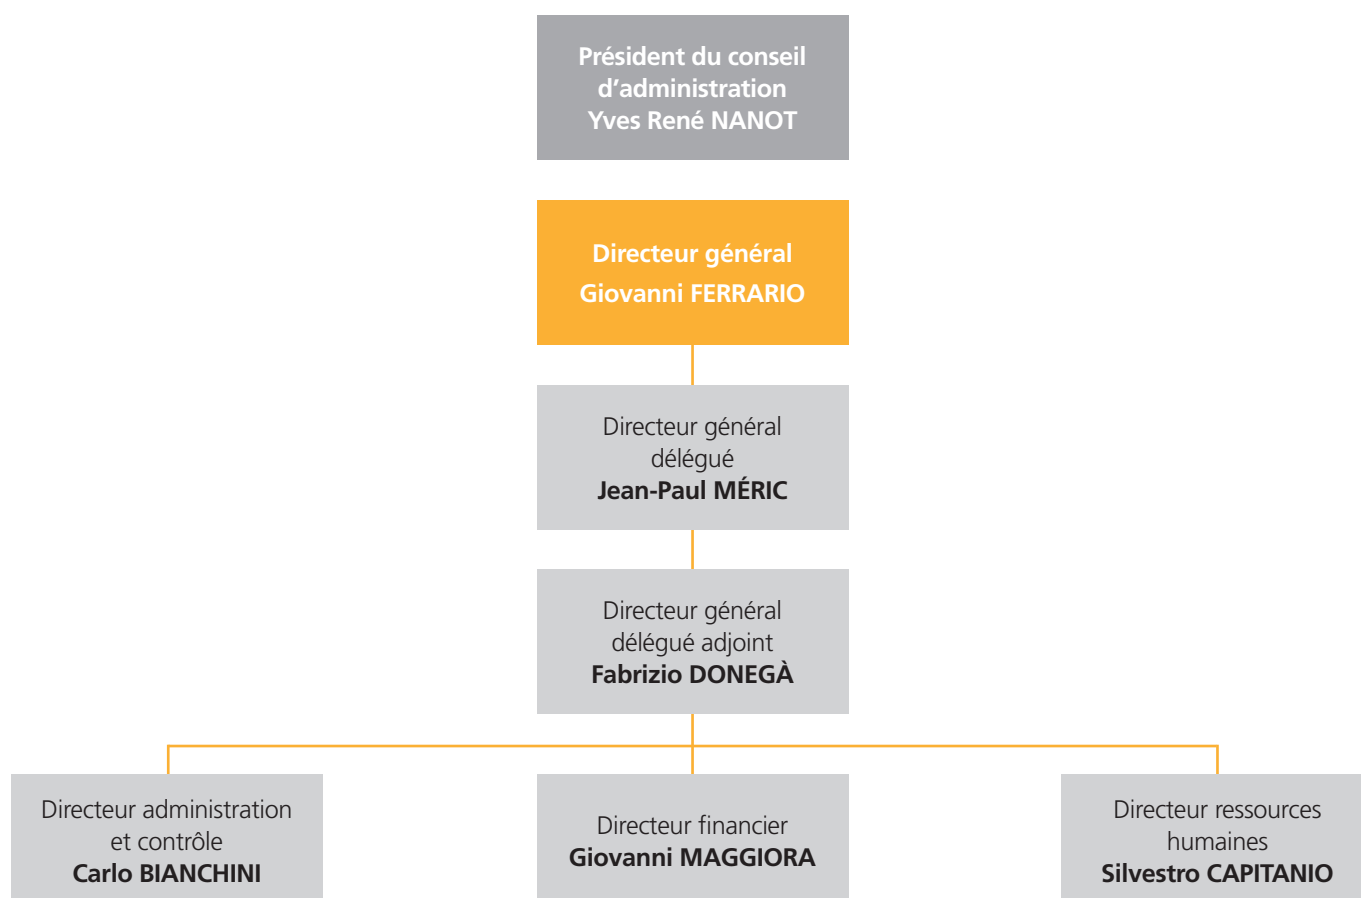 Président du conseil
d’administration
Yves René NANOT
Directeur général
Giovanni FERRARIO
Directeur général
délégué
Jean-Paul MÉRIC
Directeur général
délégué adjoint
Fabrizio DONEGÀ
Directeur administration
et contrôle
Carlo BIANCHINI
Directeur financier
Giovanni MAGGIORA
Directeur ressources
humaines
Silvestro CAPITANIO